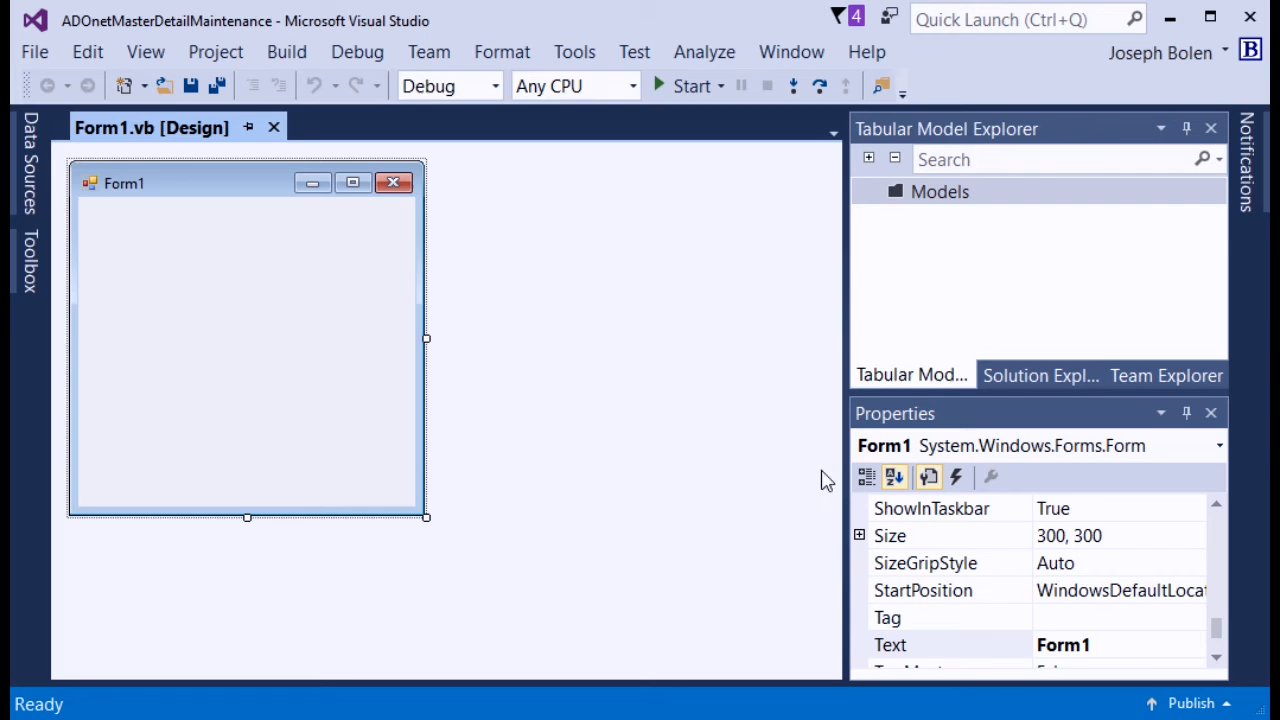 ADOnetMasterDetailMaintenance - Microsoft Visual Studio
4
Quick Launch (Ctrl+Q)
File Edit View Project Build Debug Team Format Tools Test Analyze Window Help
Joseph Bolen
B
Debug
Any CPU
Start
Data Sources
Toolbox
Form1.vb [Design]
Form1
Tabular Model Explorer
Search
Models
Tabular Mod... Solution Expl... Team Explorer
Notifications
Properties
Form1 System.Windows.Forms.Form
ShowInTaskbar True
Size 300, 300
SizeGripStyle Auto
StartPosition WindowsDefaultLocat
Tag
Text Form1
Ready
Publish